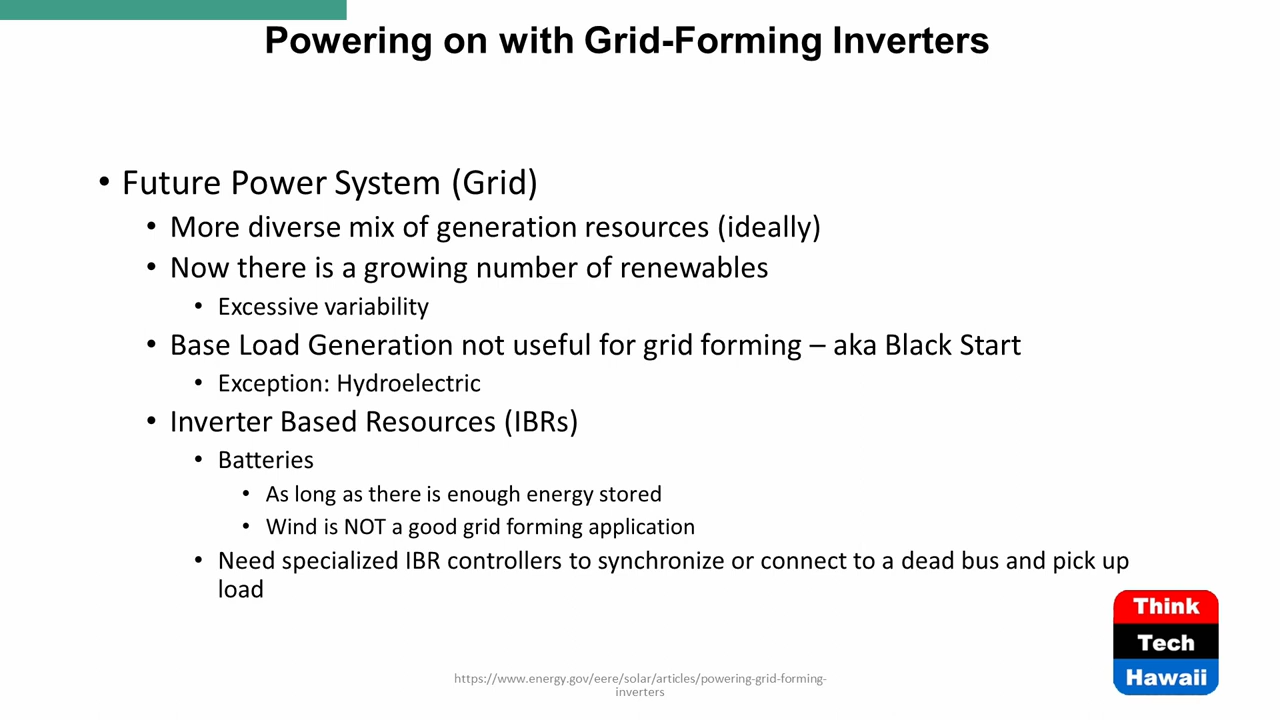 Powering on with Grid-Forming Inverters
• Future Power System (Grid)
• More diverse mix of generation resources (ideally)
• Now there is a growing number of renewables
• Excessive variability
• Base Load Generation not useful for grid forming – aka Black Start
• Exception: Hydroelectric
• Inverter Based Resources (IBRs)
• Batteries
• As long as there is enough energy stored
• Wind is NOT a good grid forming application
• Need specialized IBR controllers to synchronize or connect to a dead bus and pick up
load
Think
Tech
Hawaii
https://www.energy.gov/eere/solar/articles/powering-grid-forming-
inverters